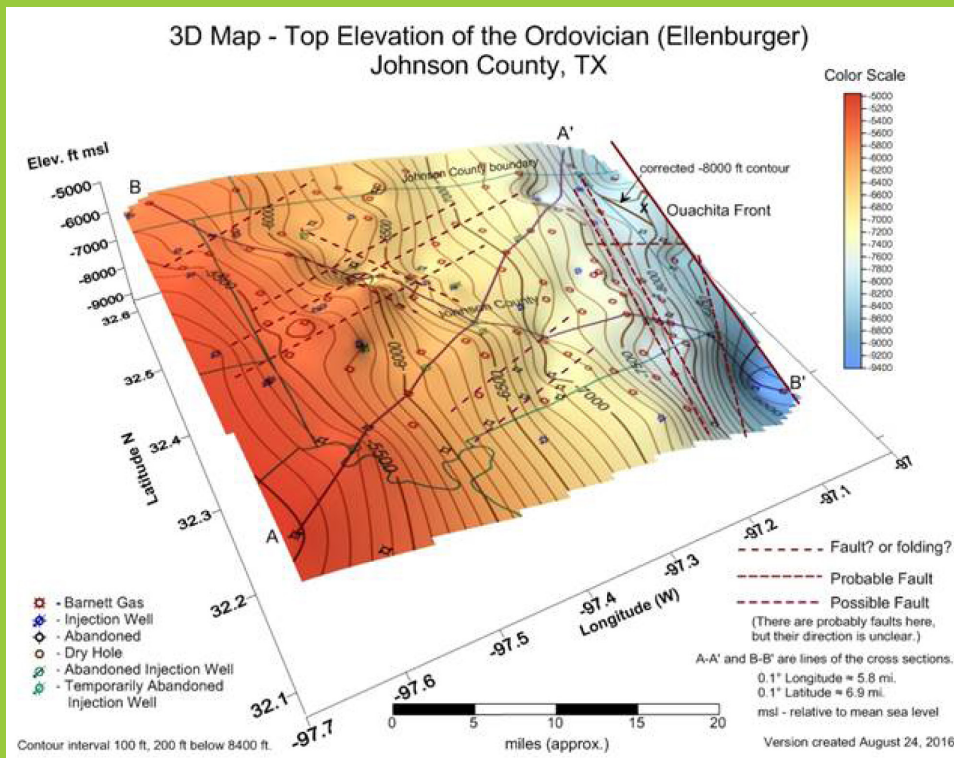 3D Map - Top Elevation of the Ordovician (Ellenburger)
Johnson County, TX
Color Scale
-5000
-5200
-5400
-5600
-5800
-6000
-6200
-6400
-6600
-6800
-7000
-7200
-7400
-7600
-7800
-8000
-8200
-8400
-8600
-8800
-9000
-9200
-9400
Elev. ft msl
-5000
-6000
-7000
-8000
-9000
B
A'
Johnson County boundary
corrected -8000 ft contour
Ouachita Front
Johnson County
-6000
-6500
-7000
-5500
B'
A
32.6
32.5
32.4
32.3
32.2
32.1
Latitude N
-97.7
-97.6
-97.5
-97.4
-97.3
-97.2
-97.1
-97
Longitude (W)
- Barnett Gas
- Injection Well
- Abandoned
- Dry Hole
- Abandoned Injection Well
- Temporarily Abandoned
Injection Well
Fault? or folding?
Probable Fault
Possible Fault
(There are probably faults here,
but their direction is unclear.)
A-A' and B-B' are lines of the cross sections.
0.1° Longitude ≈ 5.8 mi.
0.1° Latitude ≈ 6.9 mi.
msl - relative to mean sea level
0 5 10 15 20
miles (approx.)
Contour interval 100 ft, 200 ft below 8400 ft.
Version created August 24, 2016